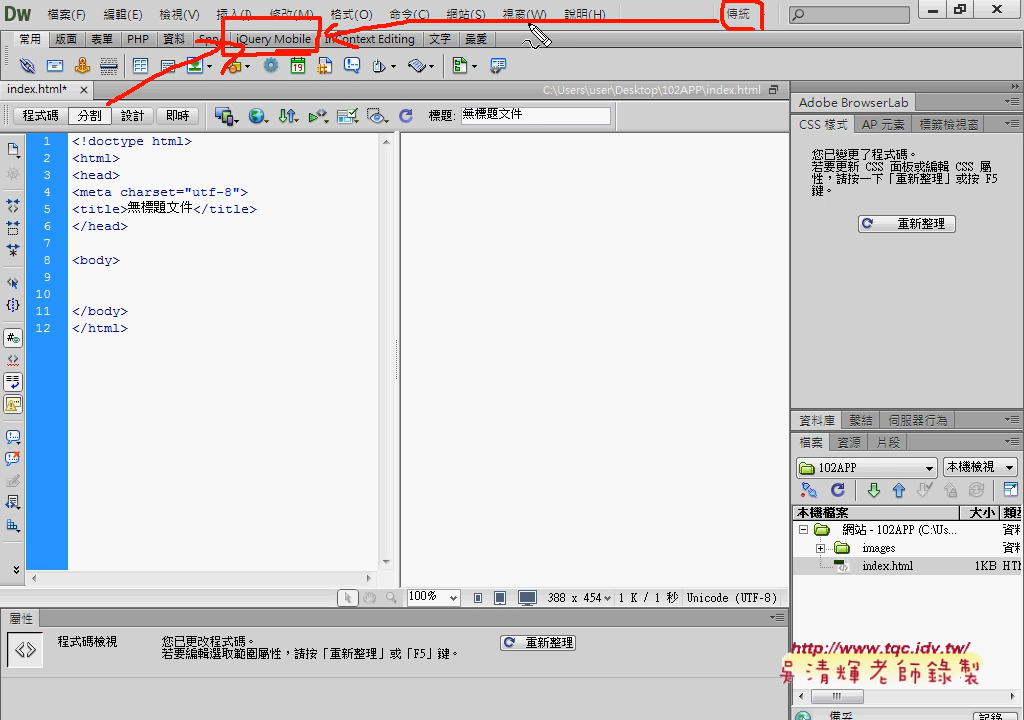 Dw 檔案(F) 編輯(E) 檢視(V) 插入(I) 修改(M) 格式(O) 命令(C) 網站(S) 視窗(W) 說明(H) 傳統
常用 版面 表單 PHP 資料 jQuery Mobile InContext Editing 文字 最愛
19
index.html* C:\Users\user\Desktop\102APP\index.html
程式碼 分割 設計 即時 標題: 無標題文件
1 <!doctype html>
2 <html>
3 <head>
4 <meta charset="utf-8">
5 <title>無標題文件</title>
6 </head>
7
8 <body>
9
10
11 </body>
12 </html>
100% 388 x 454 1 K / 1 秒 Unicode (UTF-8)
屬性
程式碼檢視
您已更改程式碼。
若要編輯選取範圍屬性，請按「重新整理」或「F5」鍵。
重新整理
Adobe BrowserLab
CSS 樣式 AP 元素 標籤檢視窗
您已變更了程式碼。
若要更新 CSS 面板或編輯 CSS 屬
性，請按一下「重新整理」或按 F5
鍵。
重新整理
資料庫 繫結 伺服器行為
檔案 資源 片段
102APP 本機檢視
本機檔案 大小
網站 - 102APP (C:\Us... 資料
images 資料
index.html 1KB HT
http://www.tqc.idv.tw/
吳清輝老師錄製
備妥 記錄